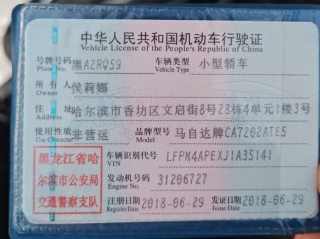 中华人民共和国机动车行驶证
Vehicle License of the People's Republic of China
号牌号码 黑A2RQ59 车辆类型 小型轿车
Plate No. Vehicle Type
所有人 侯莉娜
住址 哈尔滨市香坊区文启街8号28栋4单元1楼3号
使用性质 非营运 品牌型号 马自达牌CA7202ATE5
Use Character Model
黑龙江省哈
尔滨市公安局
交通警察支队
车辆识别代号 LFPM4APEXJ1A35141
VIN
发动机号码 31206727
Engine No.
注册日期 2018-06-29 发证日期 2018-06-29
Register Date Issue Date